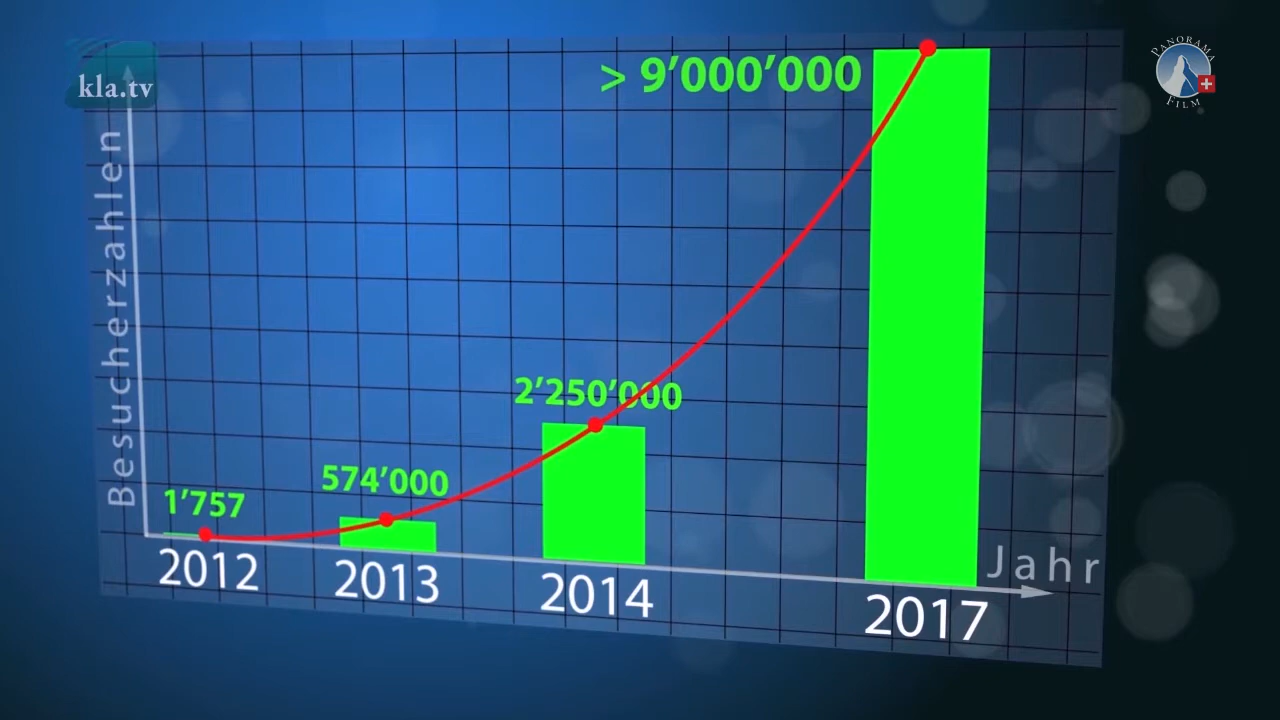 kla.tv
PANORAMA
FILM
> 9’000’000
Besucherzahlen
2’250’000
574’000
1’757
Jahr
2012
2013
2014
2017